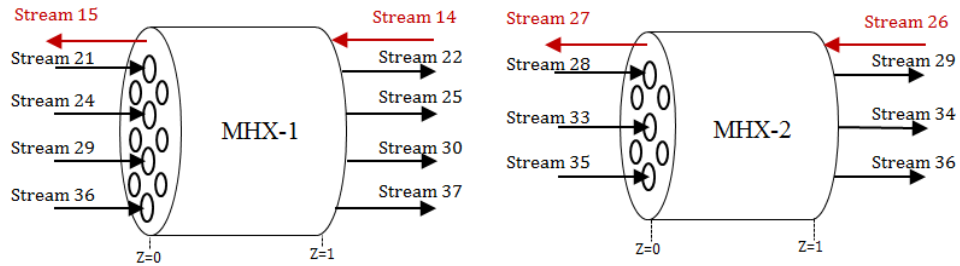 Stream 15
Stream 14
Stream 21
Stream 22
Stream 24
Stream 25
MHX-1
Stream 29
Stream 30
Stream 36
Stream 37
Z=0
Z=1
Stream 27
Stream 26
Stream 28
Stream 29
Stream 33
Stream 34
MHX-2
Stream 35
Stream 36
Z=0
Z=1